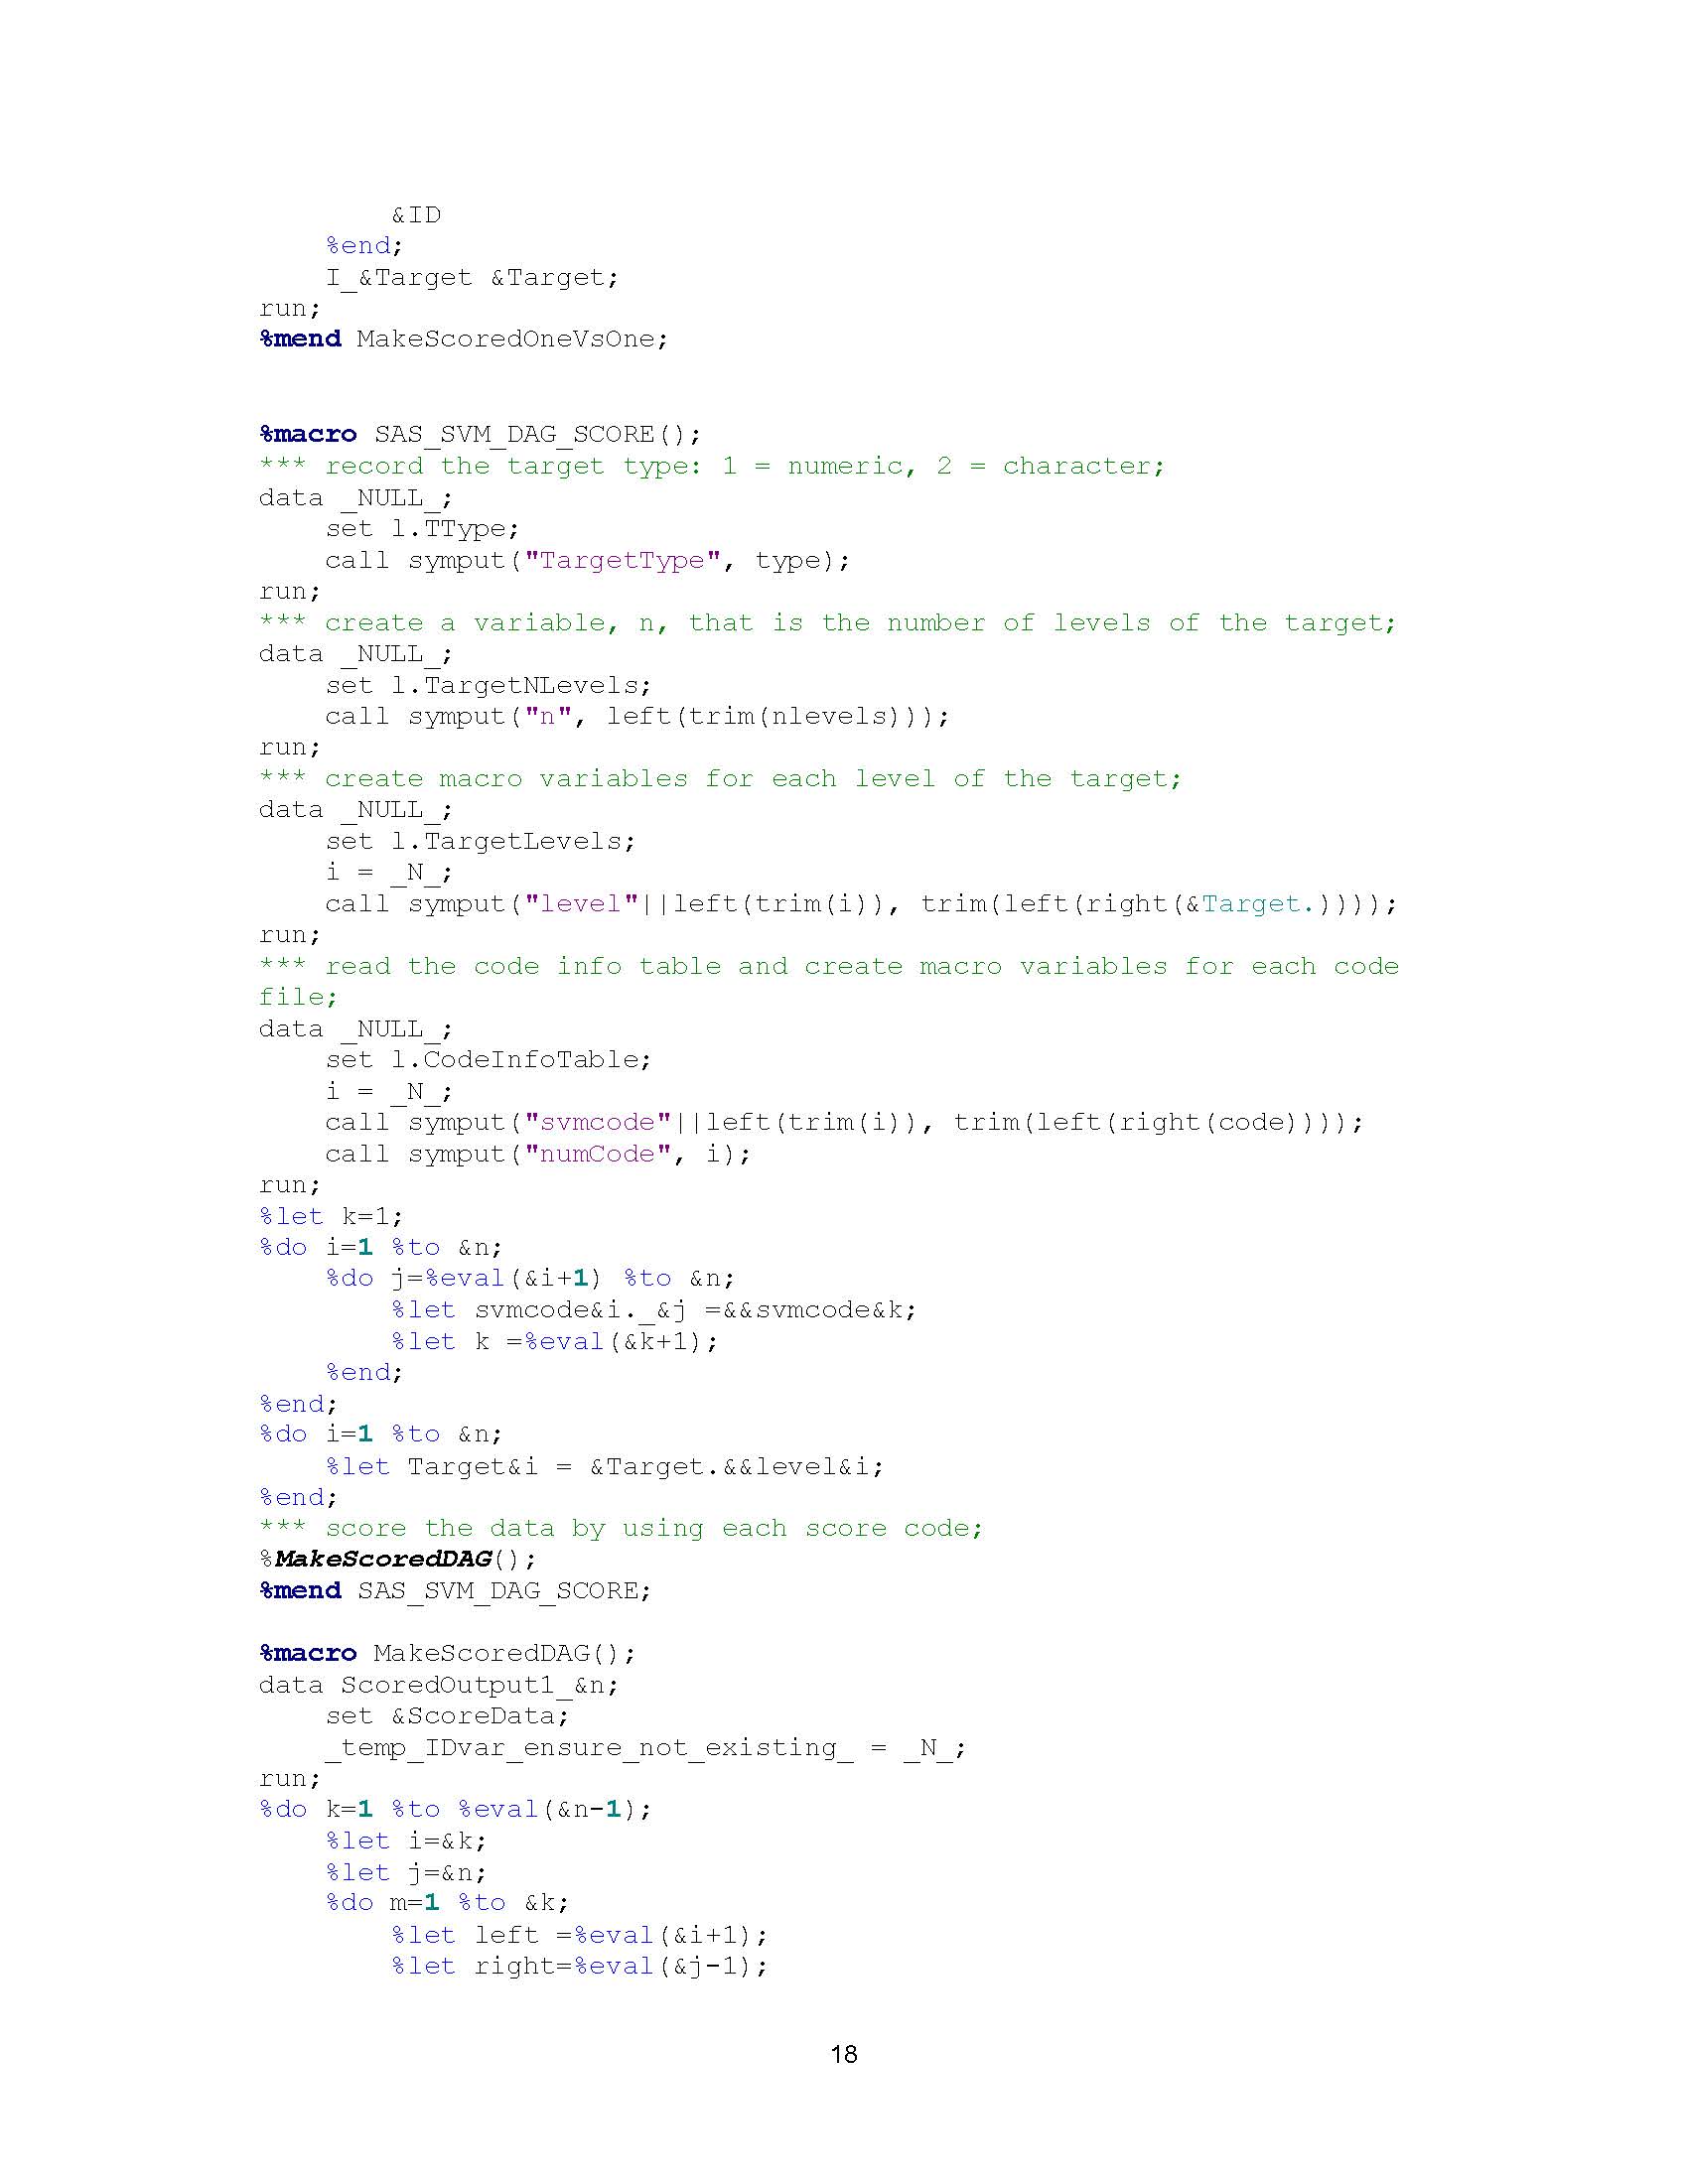 &ID
%end;
I_&Target &Target;
run;
%mend MakeScoredOneVsOne;
%macro SAS_SVM_DAG_SCORE();
*** record the target type: 1 = numeric, 2 = character;
data _NULL_;
set l.TType;
call symput("TargetType", type);
run;
*** create a variable, n, that is the number of levels of the target;
data _NULL_;
set l.TargetNLevels;
call symput("n", left(trim(nlevels)));
run;
*** create macro variables for each level of the target;
data _NULL_;
set l.TargetLevels;
i = _N_;
call symput("level"||left(trim(i)), trim(left(right(&Target.))));
run;
*** read the code info table and create macro variables for each code
file;
data _NULL_;
set l.CodeInfoTable;
i = _N_;
call symput("svmcode"||left(trim(i)), trim(left(right(code))));
call symput("numCode", i);
run;
%let k=1;
%do i=1 %to &n;
%do j=%eval(&i+1) %to &n;
%let svmcode&i._&j =&&svmcode&k;
%let k =%eval(&k+1);
%end;
%end;
%do i=1 %to &n;
%let Target&i = &Target.&&level&i;
%end;
*** score the data by using each score code;
%MakeScoredDAG();
%mend SAS_SVM_DAG_SCORE;
%macro MakeScoredDAG();
data ScoredOutput1_&n;
set &ScoreData;
_temp_IDvar_ensure_not_existing_ = _N_;
run;
%do k=1 %to %eval(&n-1);
%let i=&k;
%let j=&n;
%do m=1 %to &k;
%let left =%eval(&i+1);
%let right=%eval(&j-1);
18